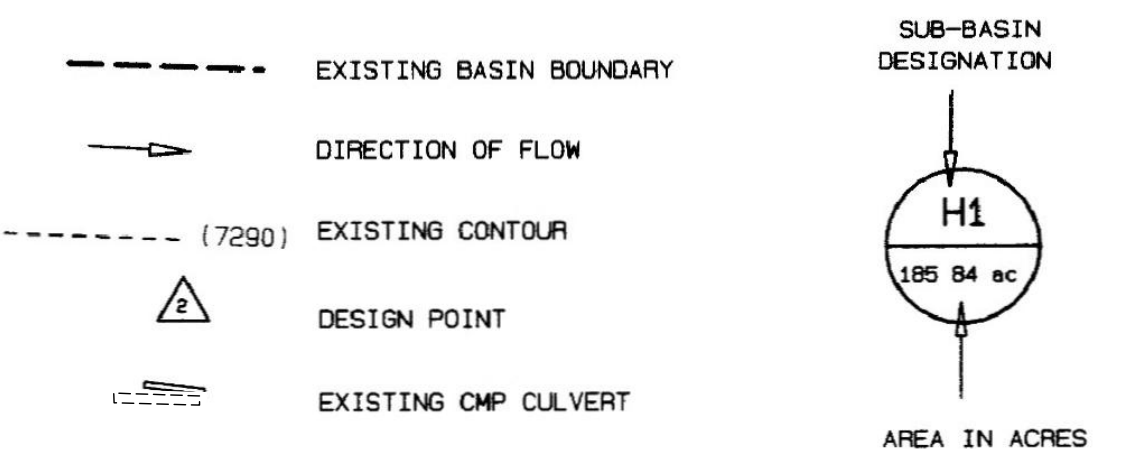 EXISTING BASIN BOUNDARY
DIRECTION OF FLOW
(7290) EXISTING CONTOUR
2 DESIGN POINT
EXISTING CMP CULVERT
SUB-BASIN
DESIGNATION
H1
185 84 ac
AREA IN ACRES